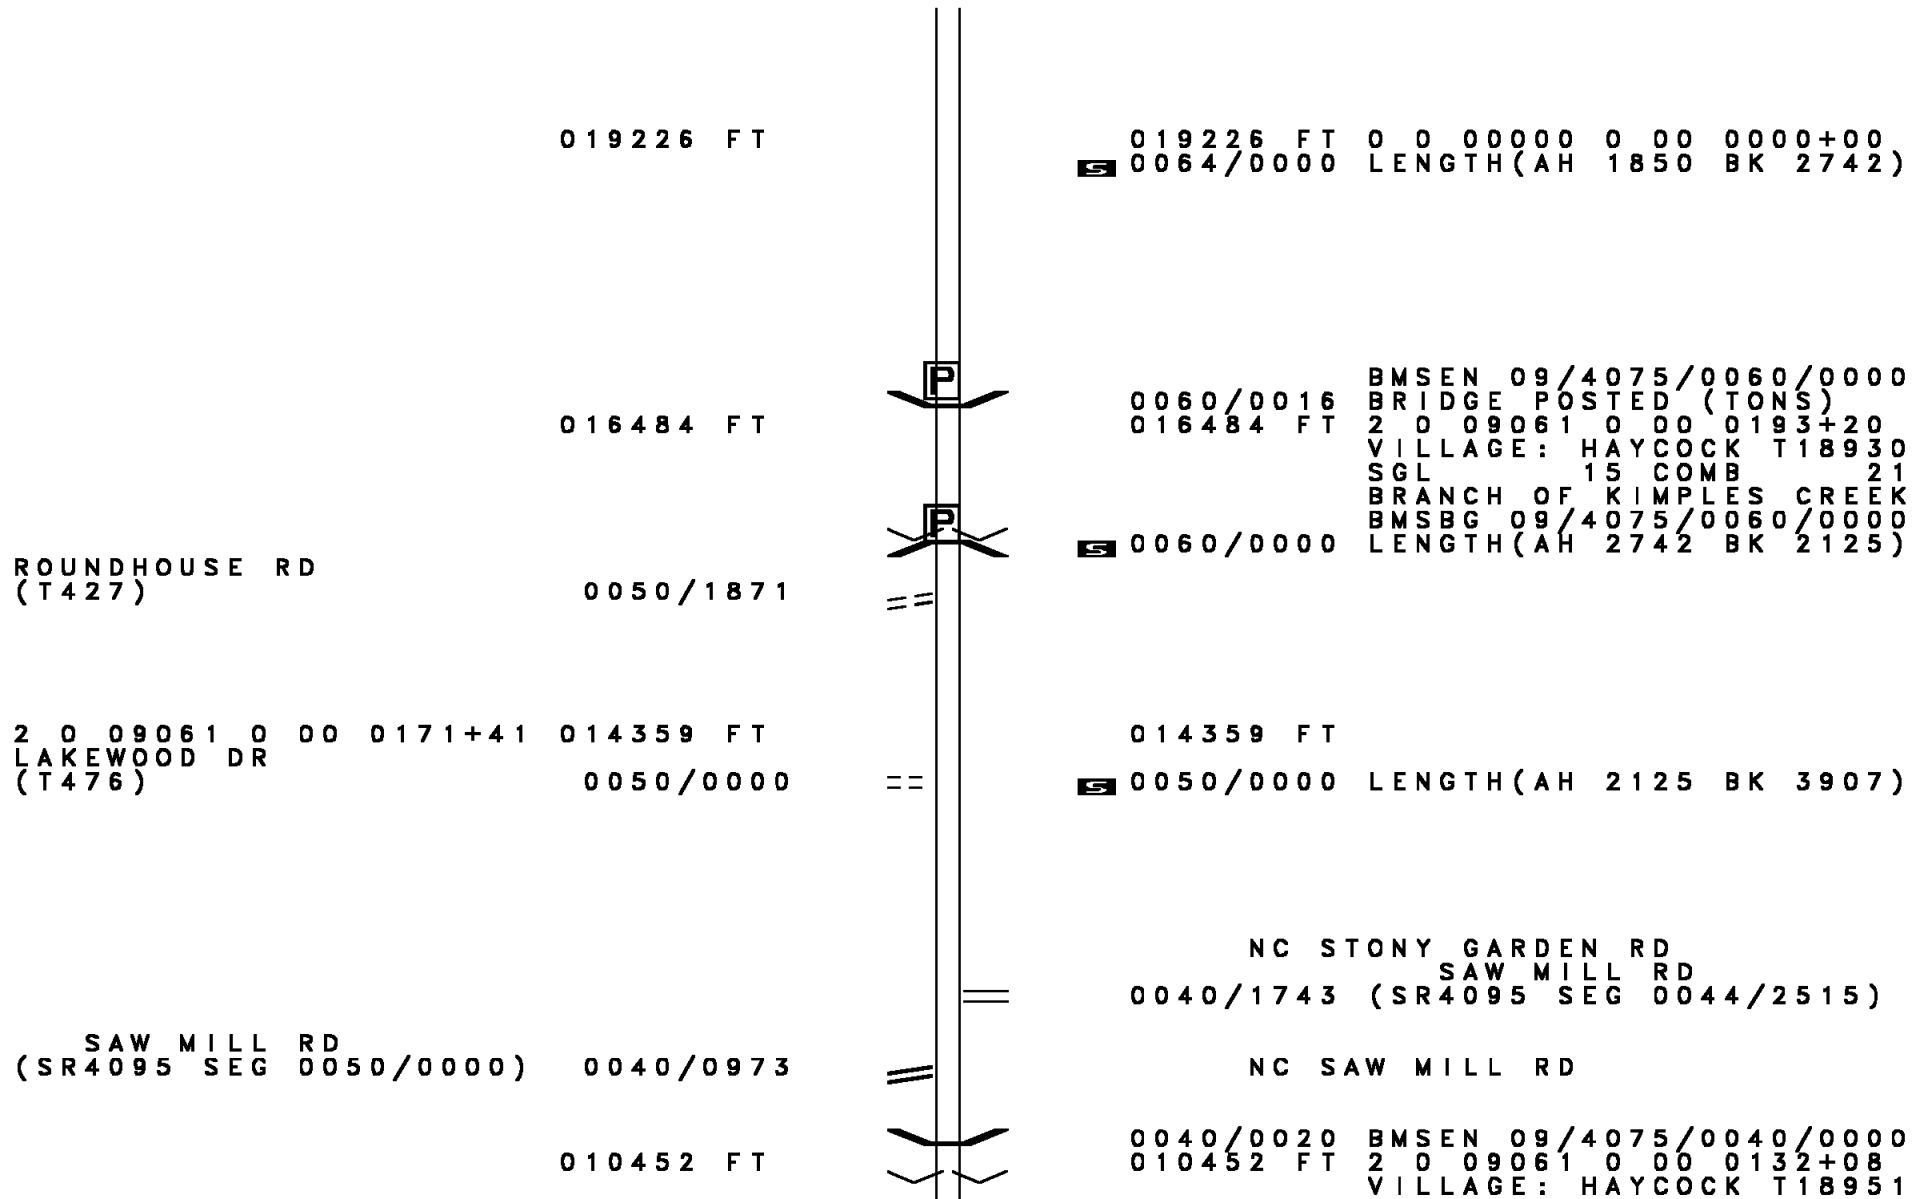 019226 FT 019226 FT 0 0 00000 0 00 0000+00
S 0064/0000 LENGTH(AH 1850 BK 2742)
P
BMSEN 09/4075/0060/0000
0060/0016 BRIDGE POSTED (TONS)
016484 FT 016484 FT 2 0 09061 0 00 0193+20
VILLAGE: HAYCOCK T18930
SGL 15 COMB 21
BRANCH OF KIMPLES CREEK
P BMSBG 09/4075/0060/0000
S 0060/0000 LENGTH(AH 2742 BK 2125)
ROUNDHOUSE RD
(T427) 0050/1871
2 0 09061 0 00 0171+41 014359 FT 014359 FT
LAKEWOOD DR
(T476) 0050/0000 S 0050/0000 LENGTH(AH 2125 BK 3907)
NC STONY GARDEN RD
SAW MILL RD
0040/1743 (SR4095 SEG 0044/2515)
SAW MILL RD
(SR4095 SEG 0050/0000) 0040/0973 NC SAW MILL RD
0040/0020 BMSEN 09/4075/0040/0000
010452 FT 010452 FT 2 0 09061 0 00 0132+08
VILLAGE: HAYCOCK T18951